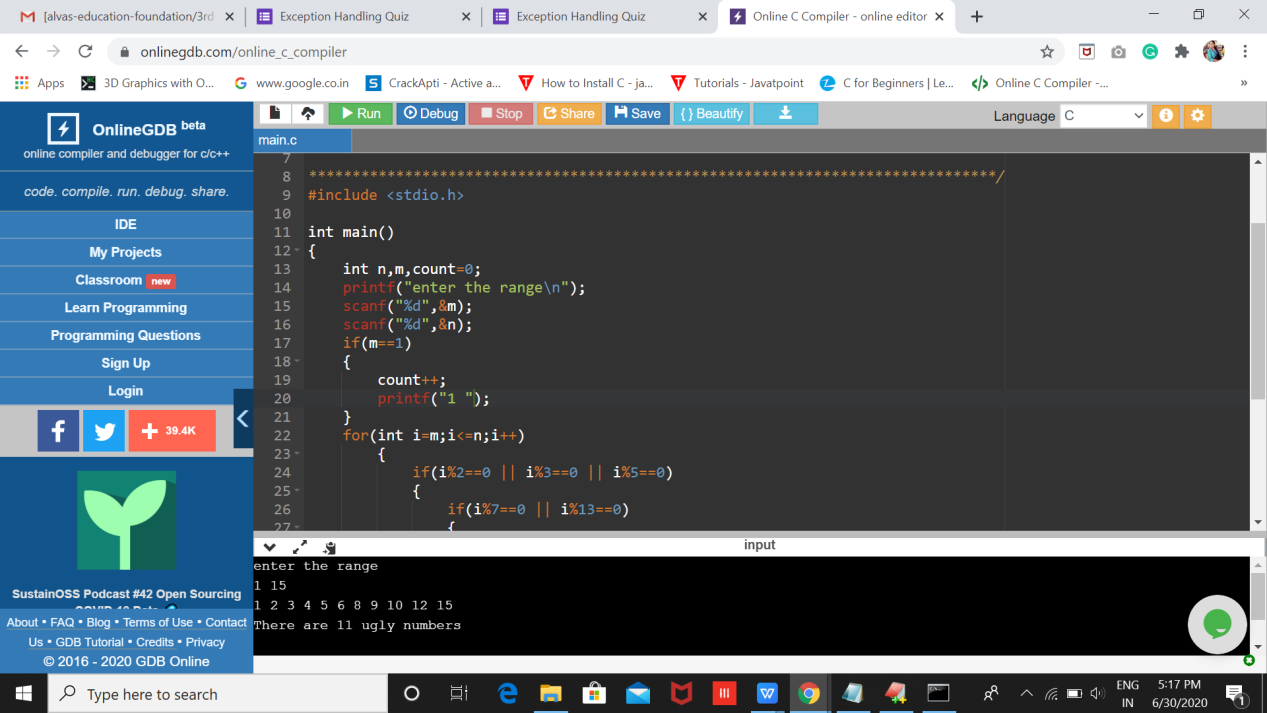 [alvas-education-foundation/3rd
Exception Handling Quiz
Exception Handling Quiz
Online C Compiler - online editor
onlinegdb.com/online_c_compiler
Apps
3D Graphics with O...
www.google.co.in
CrackApti - Active a...
How to Install C - ja...
Tutorials - Javatpoint
C for Beginners | Le...
Online C Compiler -...
»
OnlineGDB beta
online compiler and debugger for c/c++
code. compile. run. debug. share.
IDE
My Projects
Classroom new
Learn Programming
Programming Questions
Sign Up
Login
39.4K
SustainOSS Podcast #42 Open Sourcing
About • FAQ • Blog • Terms of Use • Contact
Us • GDB Tutorial • Credits • Privacy
© 2016 - 2020 GDB Online
Run Debug Stop Share Save {} Beautify
Language C
main.c
7
8 *******************************************************************************/
9 #include <stdio.h>
10
11 int main()
12 {
13 int n,m,count=0;
14 printf("enter the range\n");
15 scanf("%d",&m);
16 scanf("%d",&n);
17 if(m==1)
18 {
19 count++;
20 printf("1 ");
21 }
22 for(int i=m;i<=n;i++)
23 {
24 if(i%2==0 || i%3==0 || i%5==0)
25 {
26 if(i%7==0 || i%13==0)
27 {
input
enter the range
1 15
1 2 3 4 5 6 8 9 10 12 15
There are 11 ugly numbers
Type here to search
ENG
IN
5:17 PM
6/30/2020
1